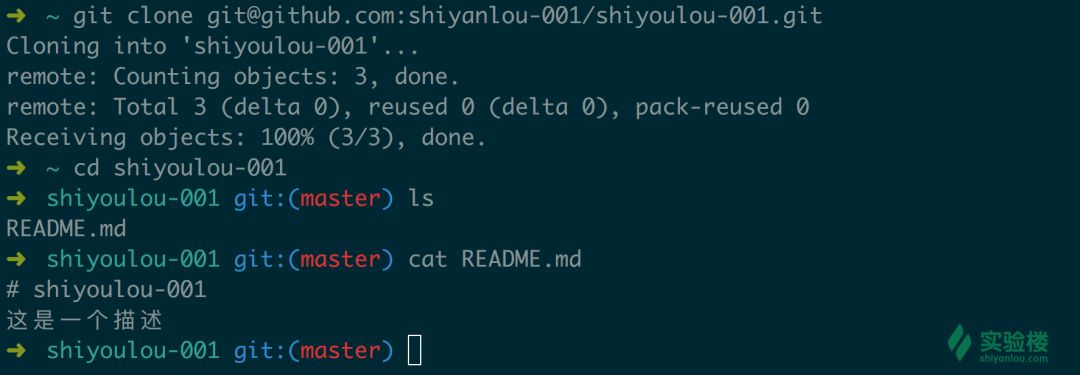 ➜ ~ git clone git@github.com:shiyanlou-001/shiyoulou-001.git
Cloning into 'shiyoulou-001'...
remote: Counting objects: 3, done.
remote: Total 3 (delta 0), reused 0 (delta 0), pack-reused 0
Receiving objects: 100% (3/3), done.
➜ ~ cd shiyoulou-001
➜ shiyoulou-001 git:(master) ls
README.md
➜ shiyoulou-001 git:(master) cat README.md
# shiyoulou-001
这是一个描述
➜ shiyoulou-001 git:(master)
实验楼
shiyanlou.com